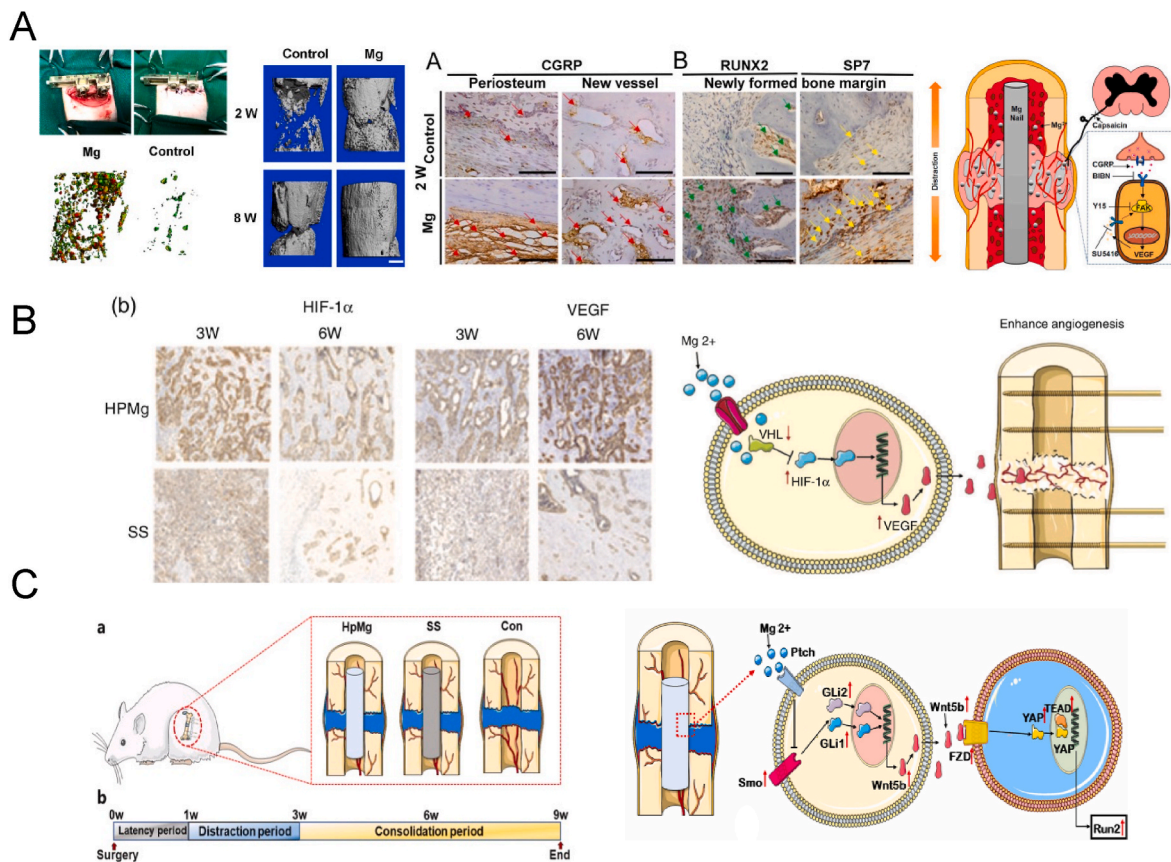 A
Control Mg
2 W
8 W
Mg Control
A CGRP
Periosteum New vessel
B RUNX2 SP7
Newly formed bone margin
2 W
Control
Mg
Distraction
Mg
Nail
Mg²⁺
Capsaicin
CGRP
BIBN
Y15
FAK
SU5416
VEGF
B
(b)
HIF-1α VEGF
3W 6W 3W 6W
HPMg
SS
Mg 2+
VHL
HIF-1α
VEGF
Enhance angiogenesis
C
a
HpMg SS Con
b
0w 1w 3w 6w 9w
Latency period Distraction period Consolidation period
Surgery End
Mg 2+
Ptch
GLi2
GLi1
Smo
Wnt5b
Wnt5b
FZD
YAP
TEAD
YAP
Run2